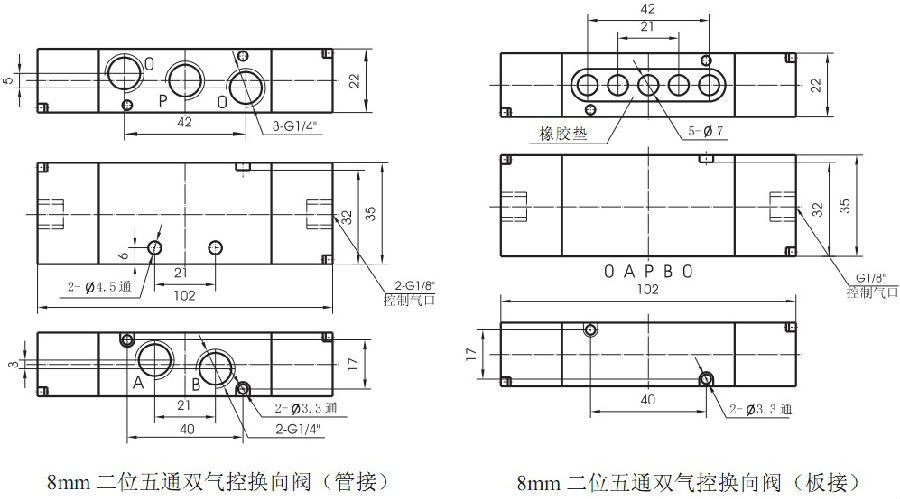 5
O
P
O
22
42
3-G1/4"
32
35
6
21
2-Ø4.5通
102
2-G1/8"
控制气口
3
A
B
17
21
2-Ø3.3通
2-G1/4"
40
8mm 二位五通双气控换向阀（管接）
42
21
22
橡胶垫
5-Ø7
32
35
O A P B O
102
G1/8"
控制气口
17
40
2-Ø3.3通
8mm 二位五通双气控换向阀（板接）